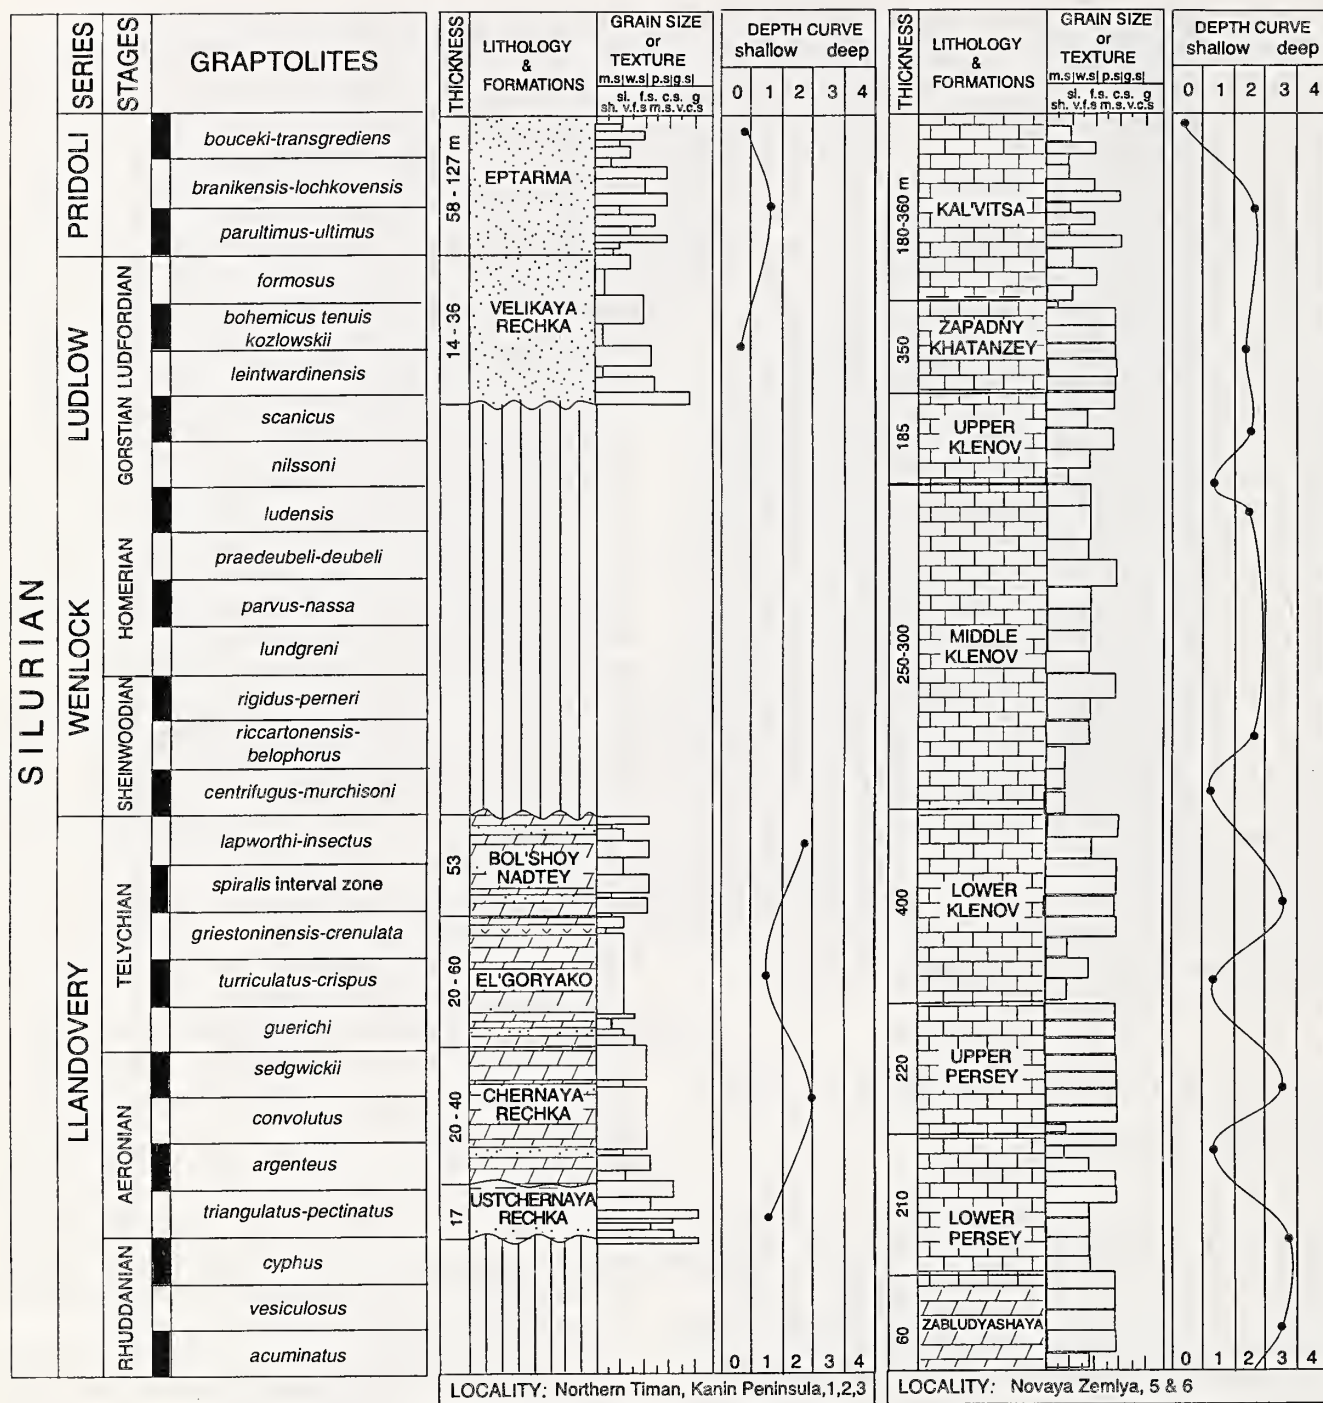 SERIES
STAGES
GRAPTOLITES
SILURIAN
PRIDOLI
LUDLOW
WENLOCK
LLANDOVERY
LUDFORDIAN
GORSTIAN
HOMERIAN
SHEINWOODIAN
TELYCHIAN
AERONIAN
RHUDDANIAN
bouceki-transgrediens
branikensis-lochkovensis
parultimus-ultimus
formosus
bohemicus tenuis
kozlowskii
leintwardinensis
scanicus
nilssoni
ludensis
praedeubeli-deubeli
parvus-nassa
lundgreni
rigidus-perneri
riccartonensis-
belophorus
centrifugus-murchisoni
lapworthi-insectus
spiralis interval zone
griestoninensis-crenulata
turriculatus-crispus
guerichi
sedgwickii
convolutus
argenteus
triangulatus-pectinatus
cyphus
vesiculosus
acuminatus
THICKNESS
LITHOLOGY
&
FORMATIONS
GRAIN SIZE
or
TEXTURE
m.s|w.s|p.s|g.s|
sl. f.s. c.s. g
sh. v.f.s m.s. v.c.s
DEPTH CURVE
shallow deep
0 1 2 3 4
58 - 127 m
EPTARMA
14 - 36
VELIKAYA
RECHKA
53
BOL'SHOY
NADTEY
20 - 60
EL'GORYAKO
20 - 40
CHERNAYA
RECHKA
17
UST'CHERNAYA
RECHKA
0 1 2 3 4
LOCALITY: Northern Timan, Kanin Peninsula,1,2,3
THICKNESS
LITHOLOGY
&
FORMATIONS
GRAIN SIZE
or
TEXTURE
m.s|w.s|p.s|g.s|
sl. f.s. c.s. g
sh. v.f.s m.s. v.c.s
DEPTH CURVE
shallow deep
0 1 2 3 4
180-360 m
KAL'VITSA
350
ZAPADNY
KHATANZEY
185
UPPER
KLENOV
250-300
MIDDLE
KLENOV
400
LOWER
KLENOV
220
UPPER
PERSEY
210
LOWER
PERSEY
60
ZABLUDYASHAYA
0 1 2 3 4
LOCALITY: Novaya Zemlya, 5 & 6